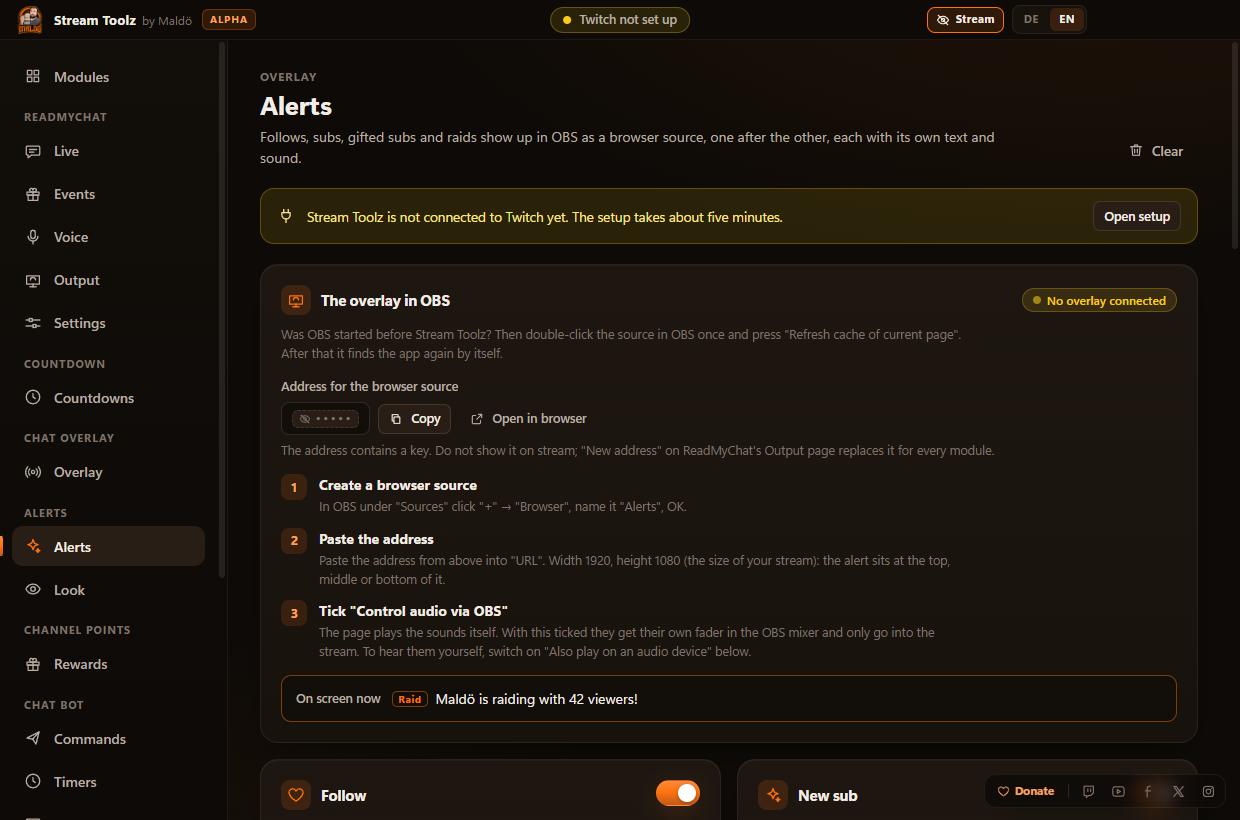 Stream Toolz by Maldö ALPHA
Twitch not set up
Stream
DE EN
Modules
READMYCHAT
Live
Events
Voice
Output
Settings
COUNTDOWN
Countdowns
CHAT OVERLAY
Overlay
ALERTS
Alerts
Look
CHANNEL POINTS
Rewards
CHAT BOT
Commands
Timers
OVERLAY
Alerts
Follows, subs, gifted subs and raids show up in OBS as a browser source, one after the other, each with its own text and
sound.
Clear
Stream Toolz is not connected to Twitch yet. The setup takes about five minutes.
Open setup
The overlay in OBS
No overlay connected
Was OBS started before Stream Toolz? Then double-click the source in OBS once and press "Refresh cache of current page".
After that it finds the app again by itself.
Address for the browser source
•••••
Copy
Open in browser
The address contains a key. Do not show it on stream; "New address" on ReadMyChat's Output page replaces it for every module.
1 Create a browser source
In OBS under "Sources" click "+" → "Browser", name it "Alerts", OK.
2 Paste the address
Paste the address from above into "URL". Width 1920, height 1080 (the size of your stream): the alert sits at the top,
middle or bottom of it.
3 Tick "Control audio via OBS"
The page plays the sounds itself. With this ticked they get their own fader in the OBS mixer and only go into the
stream. To hear them yourself, switch on "Also play on an audio device" below.
On screen now Raid Maldö is raiding with 42 viewers!
Follow
New sub
Donate